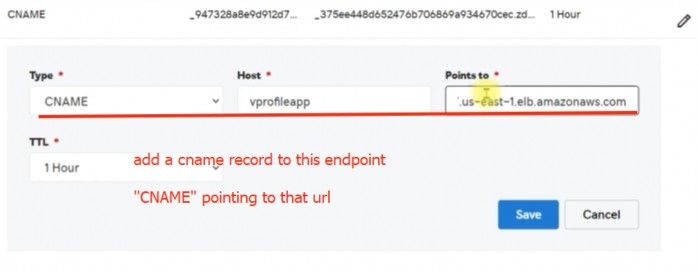 CNAME _947328a8e9d912d7... _375ee448d652476b706869a934670cec.zd... 1 Hour
Type * Host * Points to *
CNAME vprofileapp .us-east-1.elb.amazonaws.com
TTL *
1 Hour
add a cname record to this endpoint
"CNAME" pointing to that url
Save Cancel